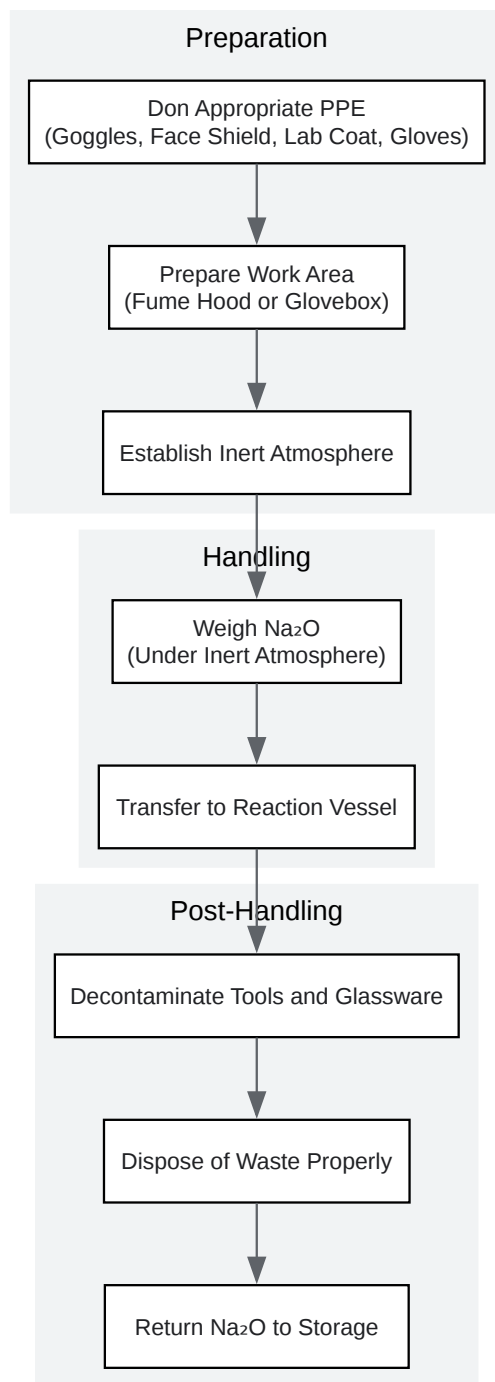 Preparation
Don Appropriate PPE
(Goggles, Face Shield, Lab Coat, Gloves)
Prepare Work Area
(Fume Hood or Glovebox)
Establish Inert Atmosphere
Handling
Weigh Na₂O
(Under Inert Atmosphere)
Transfer to Reaction Vessel
Post-Handling
Decontaminate Tools and Glassware
Dispose of Waste Properly
Return Na₂O to Storage